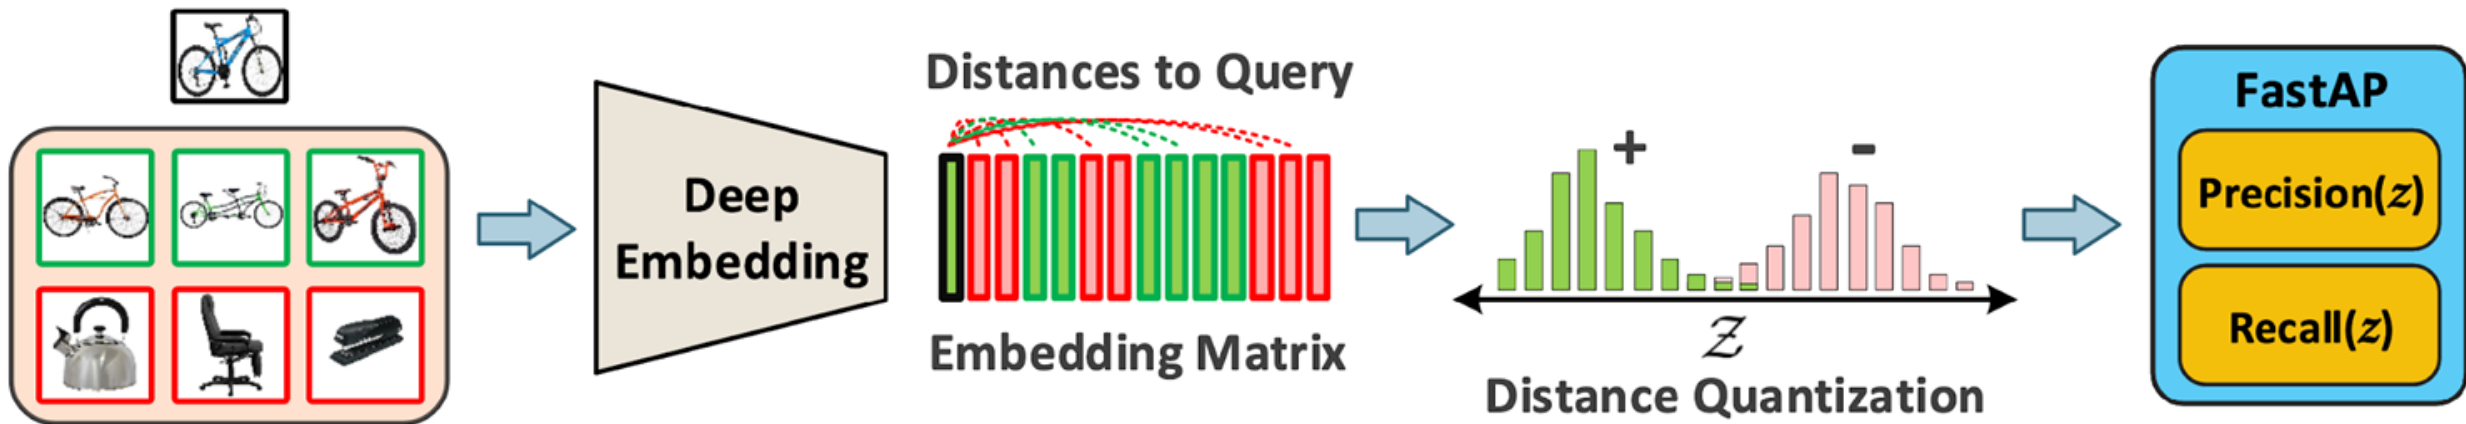 Deep
Embedding
Distances to Query
Embedding Matrix
+
-
𝒵
Distance Quantization
FastAP
Precision(𝓏)
Recall(𝓏)